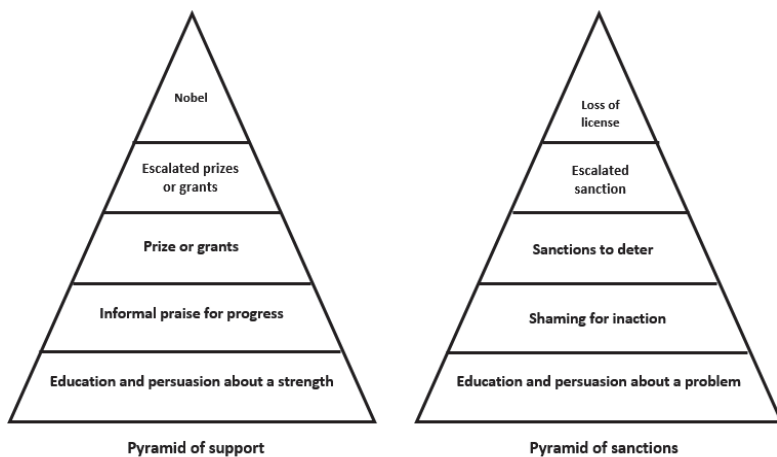 Nobel
Escalated prizes
or grants
Prize or grants
Informal praise for progress
Education and persuasion about a strength
Pyramid of support
Loss of
license
Escalated
sanction
Sanctions to deter
Shaming for inaction
Education and persuasion about a problem
Pyramid of sanctions